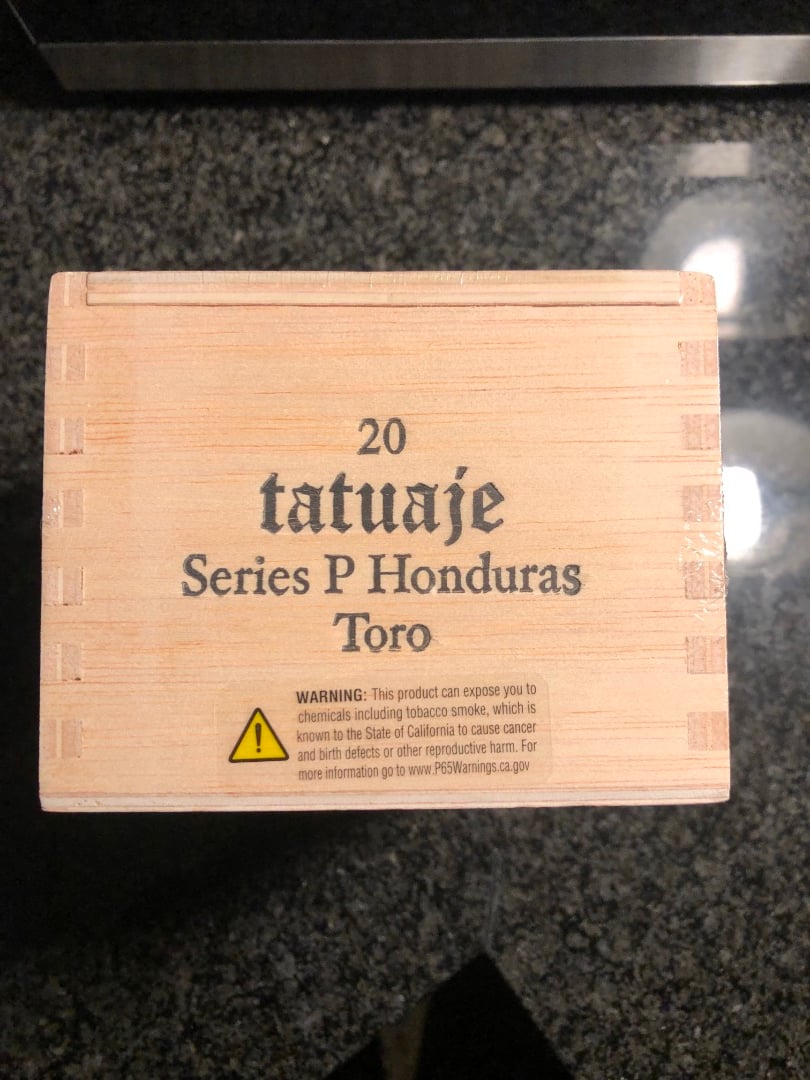 20
tatuaje
Series P Honduras
Toro
WARNING: This product can expose you to
chemicals including tobacco smoke, which is
known to the State of California to cause cancer
and birth defects or other reproductive harm. For
more information go to www.P65Warnings.ca.gov